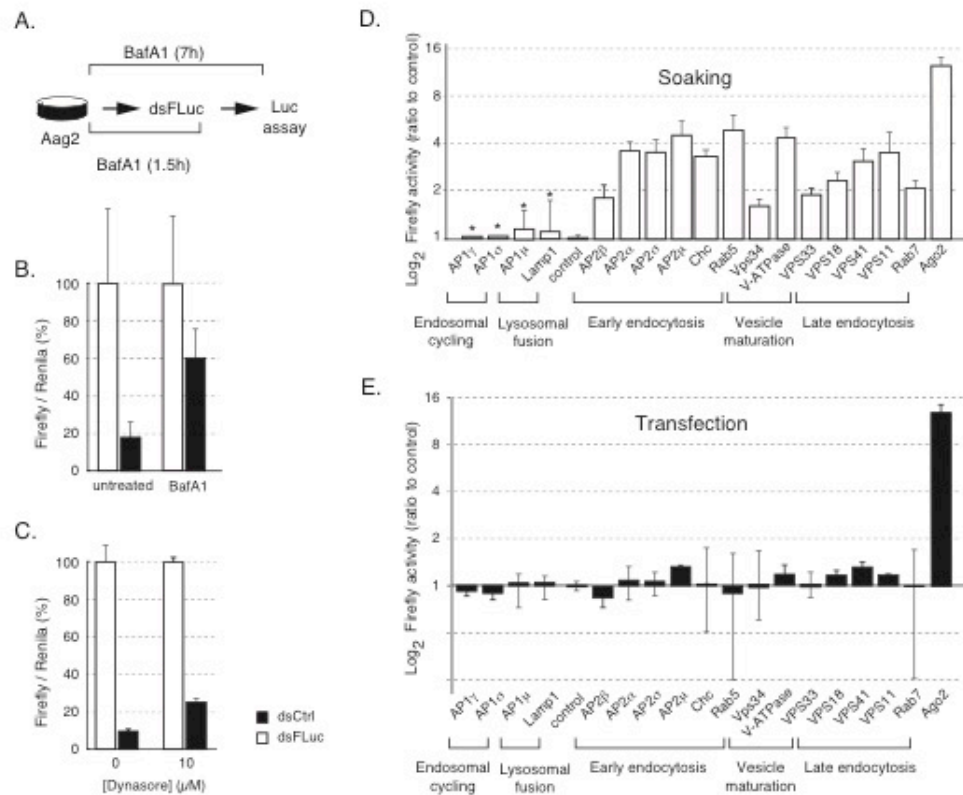 A.
BafA1 (7h)
dsFLuc
Luc
assay
Aag2
BafA1 (1.5h)
B.
Firefly / Renila (%)
100
80
60
40
20
0
untreated
BafA1
C.
Firefly / Renila (%)
100
80
60
40
20
0
0
10
[Dynasore] (µM)
dsCtrl
dsFLuc
D.
Soaking
Log2 Firefly activity (ratio to control)
16
8
4
2
1
* * * *
AP1γ AP1σ AP1μ Lamp1 control AP2β AP2α AP2σ AP2μ Chc Rab5 Vps34 V-ATPase VPS33 VPS18 VPS41 VPS11 Rab7 Ago2
Endosomal cycling
Lysosomal fusion
Early endocytosis
Vesicle maturation
Late endocytosis
E.
Transfection
Log2 Firefly activity (ratio to control)
16
8
4
2
1
AP1γ AP1σ AP1μ Lamp1 control AP2β AP2α AP2σ AP2μ Chc Rab5 Vps34 V-ATPase VPS33 VPS18 VPS41 VPS11 Rab7 Ago2
Endosomal cycling
Lysosomal fusion
Early endocytosis
Vesicle maturation
Late endocytosis